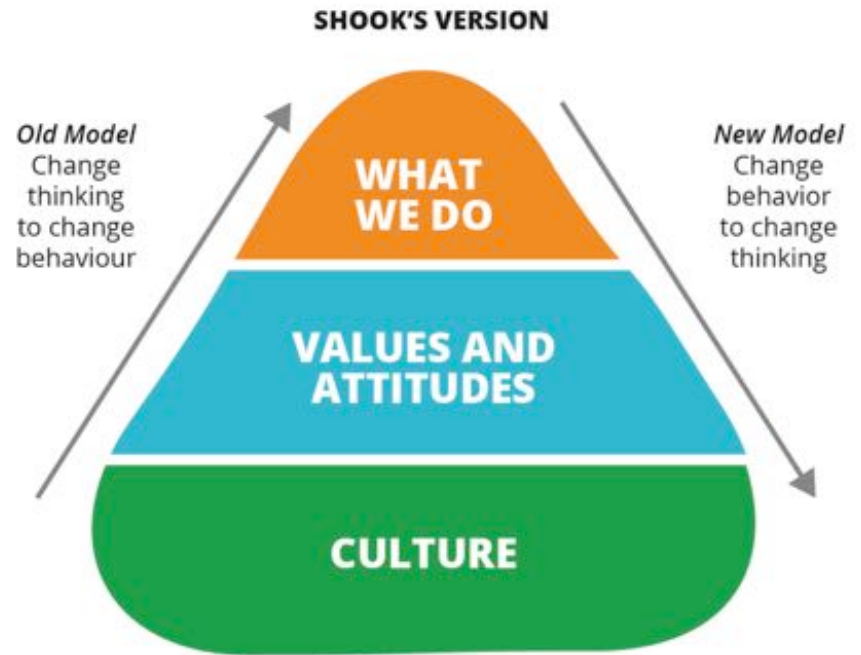 SHOOK'S VERSION
Old Model
Change
thinking
to change
behaviour
New Model
Change
behavior
to change
thinking
WHAT
WE DO
VALUES AND
ATTITUDES
CULTURE